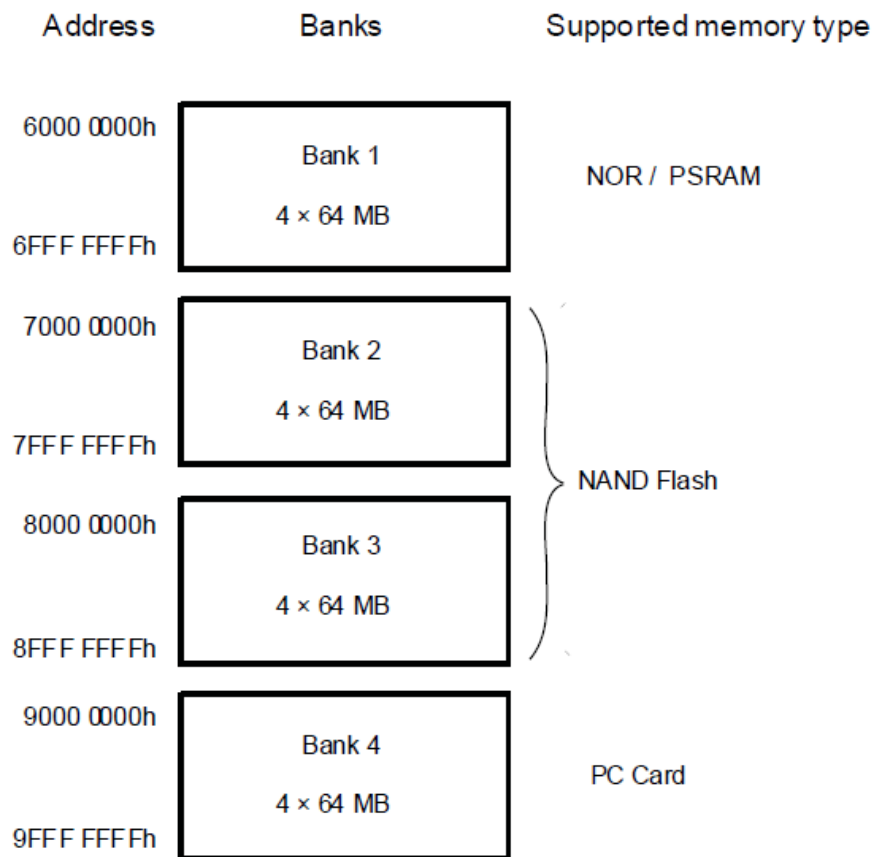 Address Banks Supported memory type
6000 0000h
Bank 1
NOR / PSRAM
4 × 64 MB
6FFF FFFFh
7000 0000h
Bank 2
4 × 64 MB
7FFF FFFFh
NAND Flash
8000 0000h
Bank 3
4 × 64 MB
8FFF FFFFh
9000 0000h
Bank 4
PC Card
4 × 64 MB
9FFF FFFFh